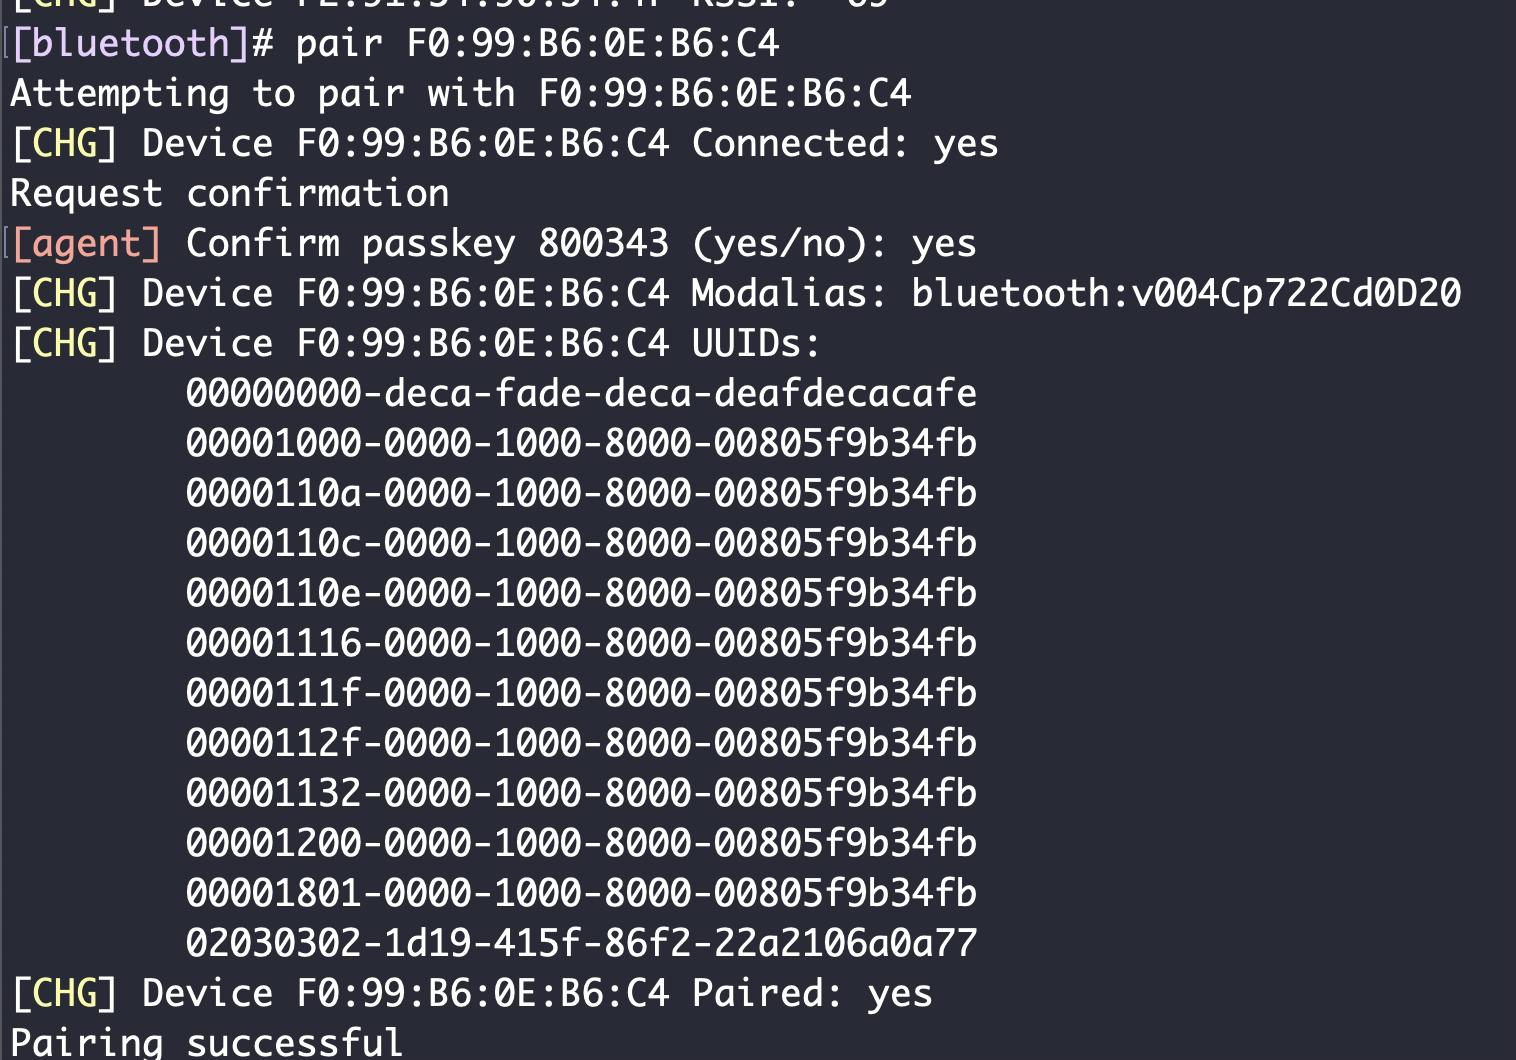 [bluetooth]# pair F0:99:B6:0E:B6:C4
Attempting to pair with F0:99:B6:0E:B6:C4
[CHG] Device F0:99:B6:0E:B6:C4 Connected: yes
Request confirmation
[agent] Confirm passkey 800343 (yes/no): yes
[CHG] Device F0:99:B6:0E:B6:C4 Modalias: bluetooth:v004Cp722Cd0D20
[CHG] Device F0:99:B6:0E:B6:C4 UUIDs:
00000000-deca-fade-deca-deafdecacafe
00001000-0000-1000-8000-00805f9b34fb
0000110a-0000-1000-8000-00805f9b34fb
0000110c-0000-1000-8000-00805f9b34fb
0000110e-0000-1000-8000-00805f9b34fb
00001116-0000-1000-8000-00805f9b34fb
0000111f-0000-1000-8000-00805f9b34fb
0000112f-0000-1000-8000-00805f9b34fb
00001132-0000-1000-8000-00805f9b34fb
00001200-0000-1000-8000-00805f9b34fb
00001801-0000-1000-8000-00805f9b34fb
02030302-1d19-415f-86f2-22a2106a0a77
[CHG] Device F0:99:B6:0E:B6:C4 Paired: yes
Pairing successful